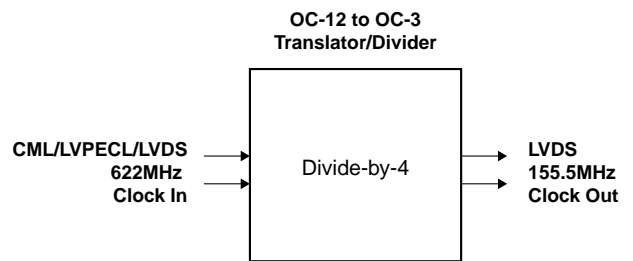 OC-12 to OC-3
Translator/Divider
CML/LVPECL/LVDS
622MHz
Clock In
Divide-by-4
LVDS
155.5MHz
Clock Out